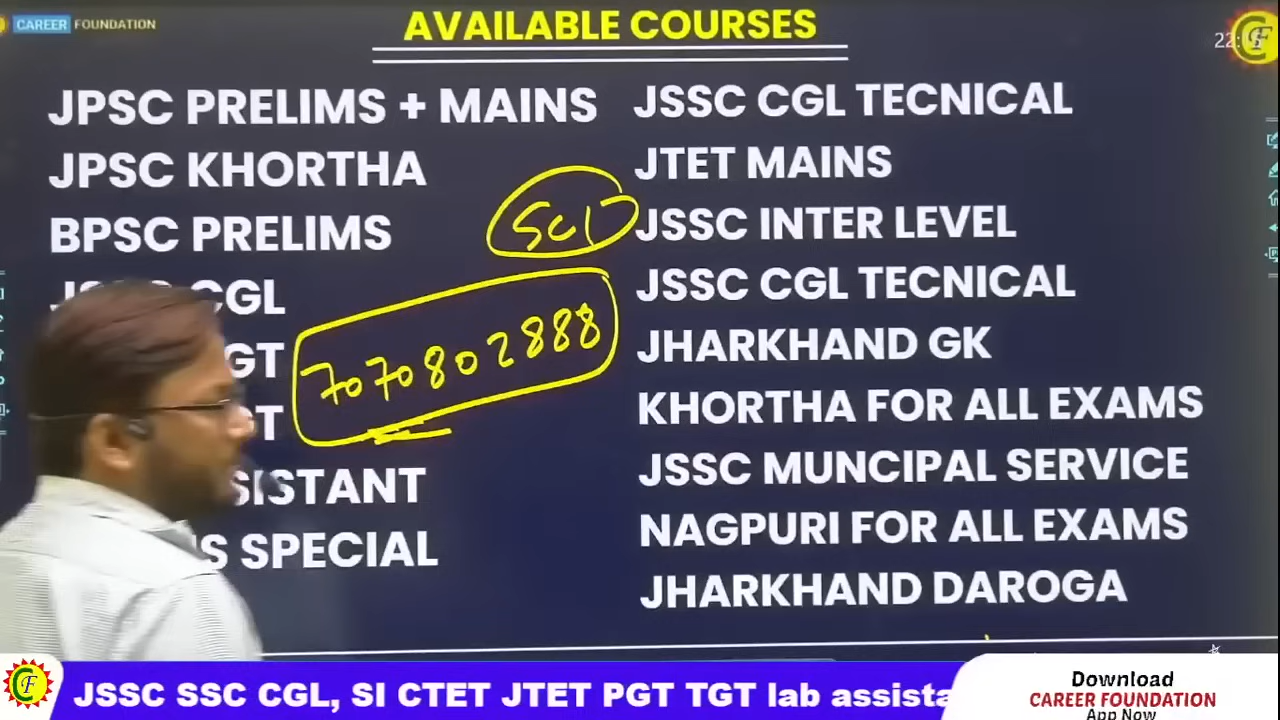 CAREER FOUNDATION
AVAILABLE COURSES
JPSC PRELIMS + MAINS
JPSC KHORTHA
BPSC PRELIMS
CGL
GT
SISTANT
S SPECIAL
7070802888
JSSC CGL TECNICAL
JTET MAINS
JSSC INTER LEVEL
JSSC CGL TECNICAL
JHARKHAND GK
KHORTHA FOR ALL EXAMS
JSSC MUNCIPAL SERVICE
NAGPURI FOR ALL EXAMS
JHARKHAND DAROGA
JSSC SSC CGL, SI CTET JTET PGT TGT lab assista
Download
CAREER FOUNDATION
App Now